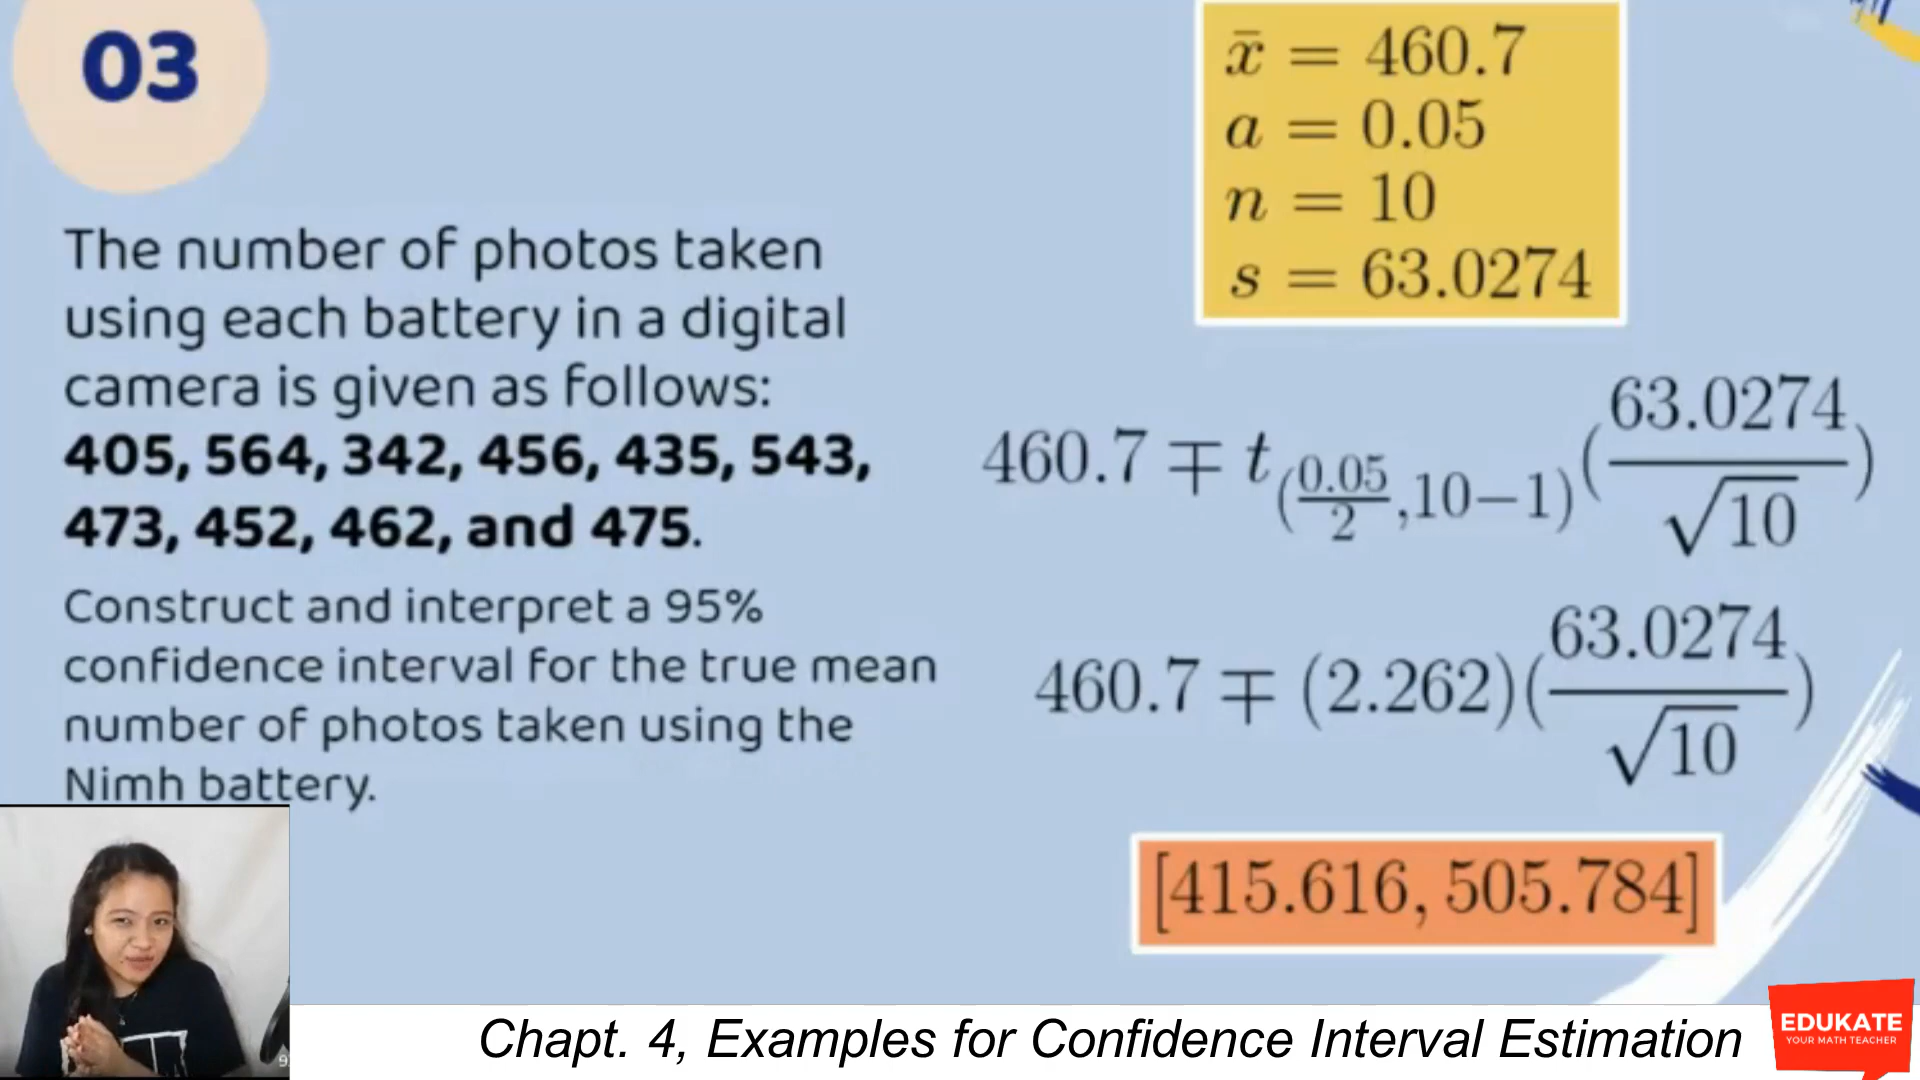 03
The number of photos taken
using each battery in a digital
camera is given as follows:
405, 564, 342, 456, 435, 543,
473, 452, 462, and 475.
Construct and interpret a 95%
confidence interval for the true mean
number of photos taken using the
Nimh battery.
x̄ = 460.7
a = 0.05
n = 10
s = 63.0274
460.7 ∓ t_(0.05/2, 10−1) (63.0274/√10)
460.7 ∓ (2.262)(63.0274/√10)
[415.616, 505.784]
Chapt. 4, Examples for Confidence Interval Estimation
EDUKATE
YOUR MATH TEACHER